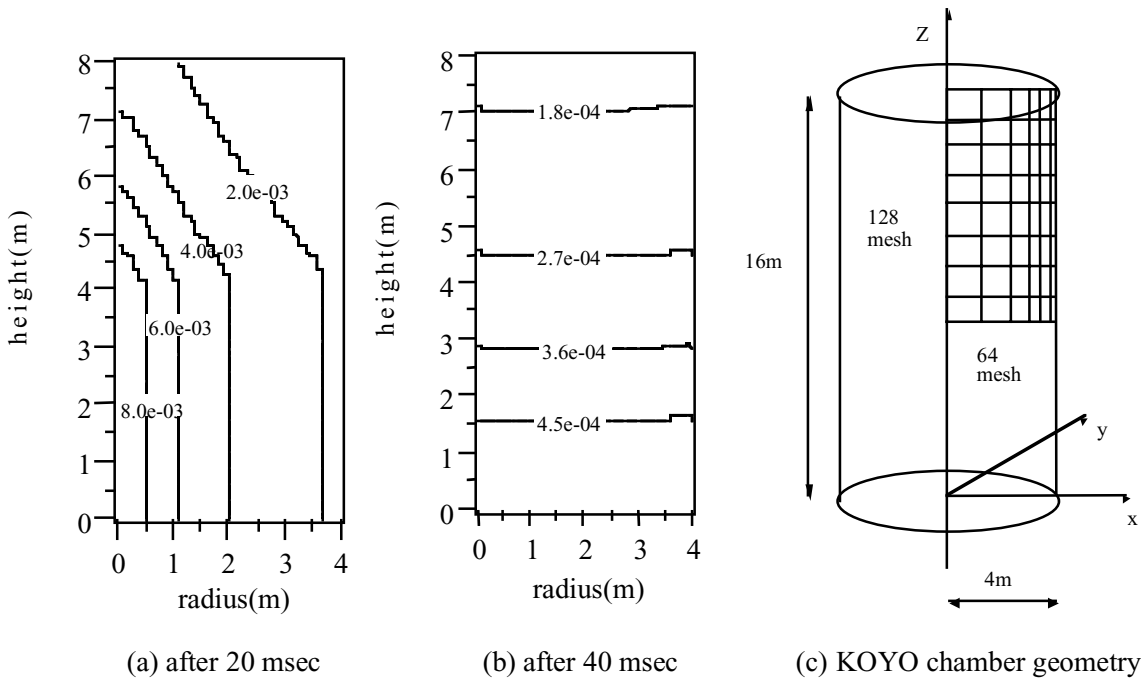 8
7
6
5
4
3
2
1
0
height(m)
2.0e-03
4.0e-03
6.0e-03
8.0e-03
0 1 2 3 4
radius(m)
(a) after 20 msec
8
7
6
5
4
3
2
1
0
height(m)
1.8e-04
2.7e-04
3.6e-04
4.5e-04
0 1 2 3 4
radius(m)
(b) after 40 msec
Z
128
mesh
16m
64
mesh
y
x
4m
(c) KOYO chamber geometry